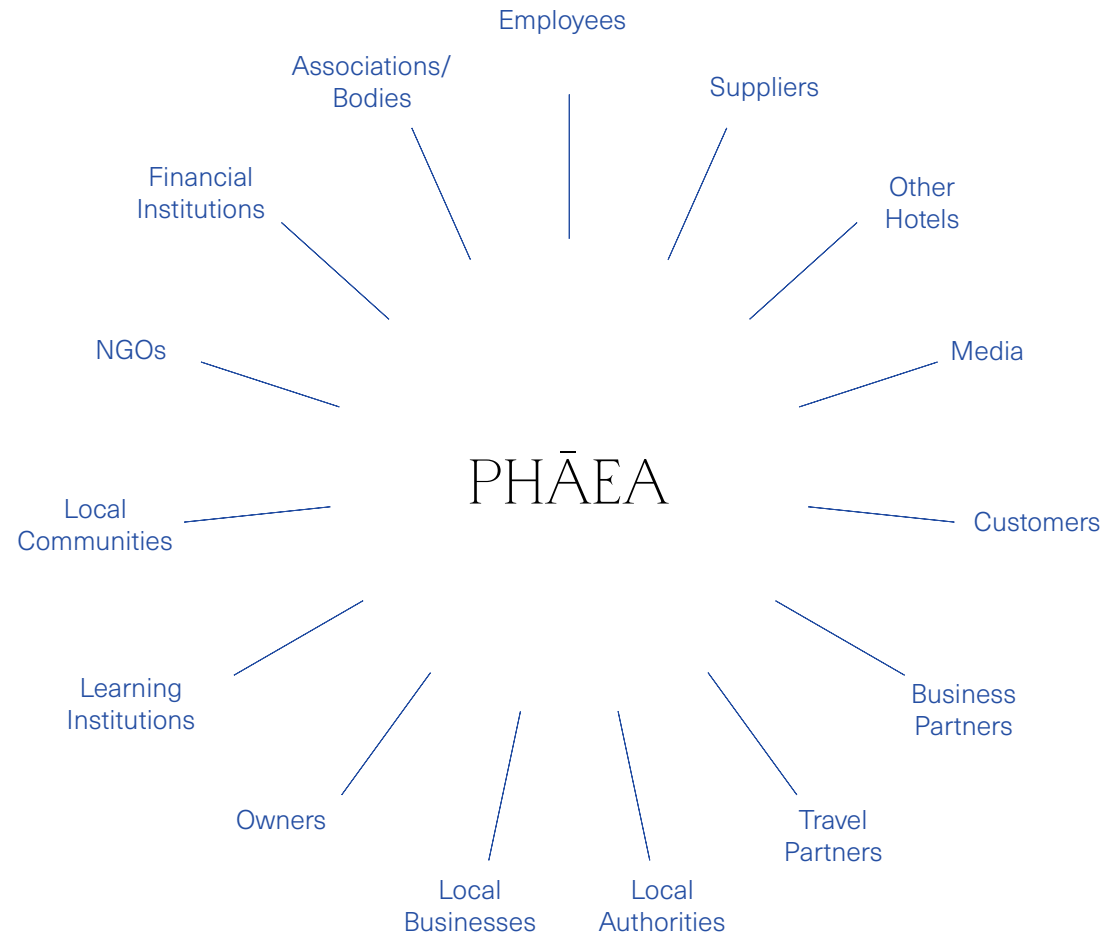 Employees
Associations/
Bodies
Suppliers
Financial
Institutions
Other
Hotels
NGOs
Media
PHĀEA
Local
Communities
Customers
Learning
Institutions
Business
Partners
Owners
Travel
Partners
Local
Businesses
Local
Authorities